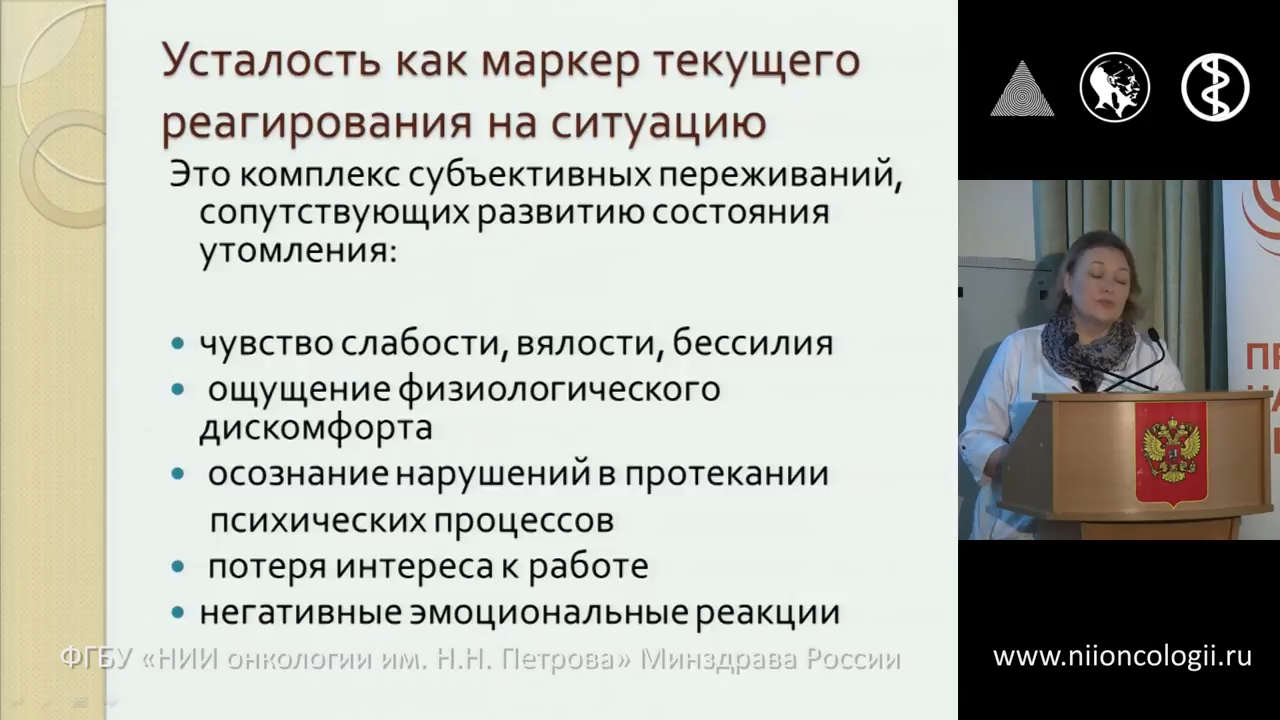 Усталость как маркер текущего
реагирования на ситуацию
Это комплекс субъективных переживаний,
сопутствующих развитию состояния
утомления:
• чувство слабости, вялости, бессилия
• ощущение физиологического
дискомфорта
• осознание нарушений в протекании
психических процессов
• потеря интереса к работе
• негативные эмоциональные реакции
ФГБУ «НИИ онкологии им. Н.Н. Петрова» Минздрава России
www.niioncologii.ru